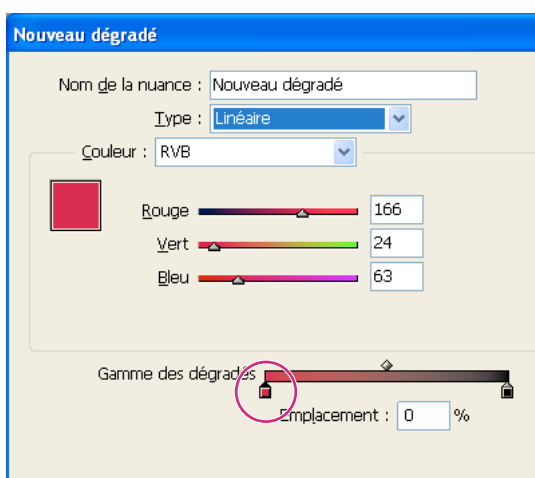 Nouveau dégradé
Nom de la nuance : Nouveau dégradé
Type : Linéaire
Couleur : RVB
Rouge 166
Vert 24
Bleu 63
Gamme des dégradés
Emplacement : 0 %